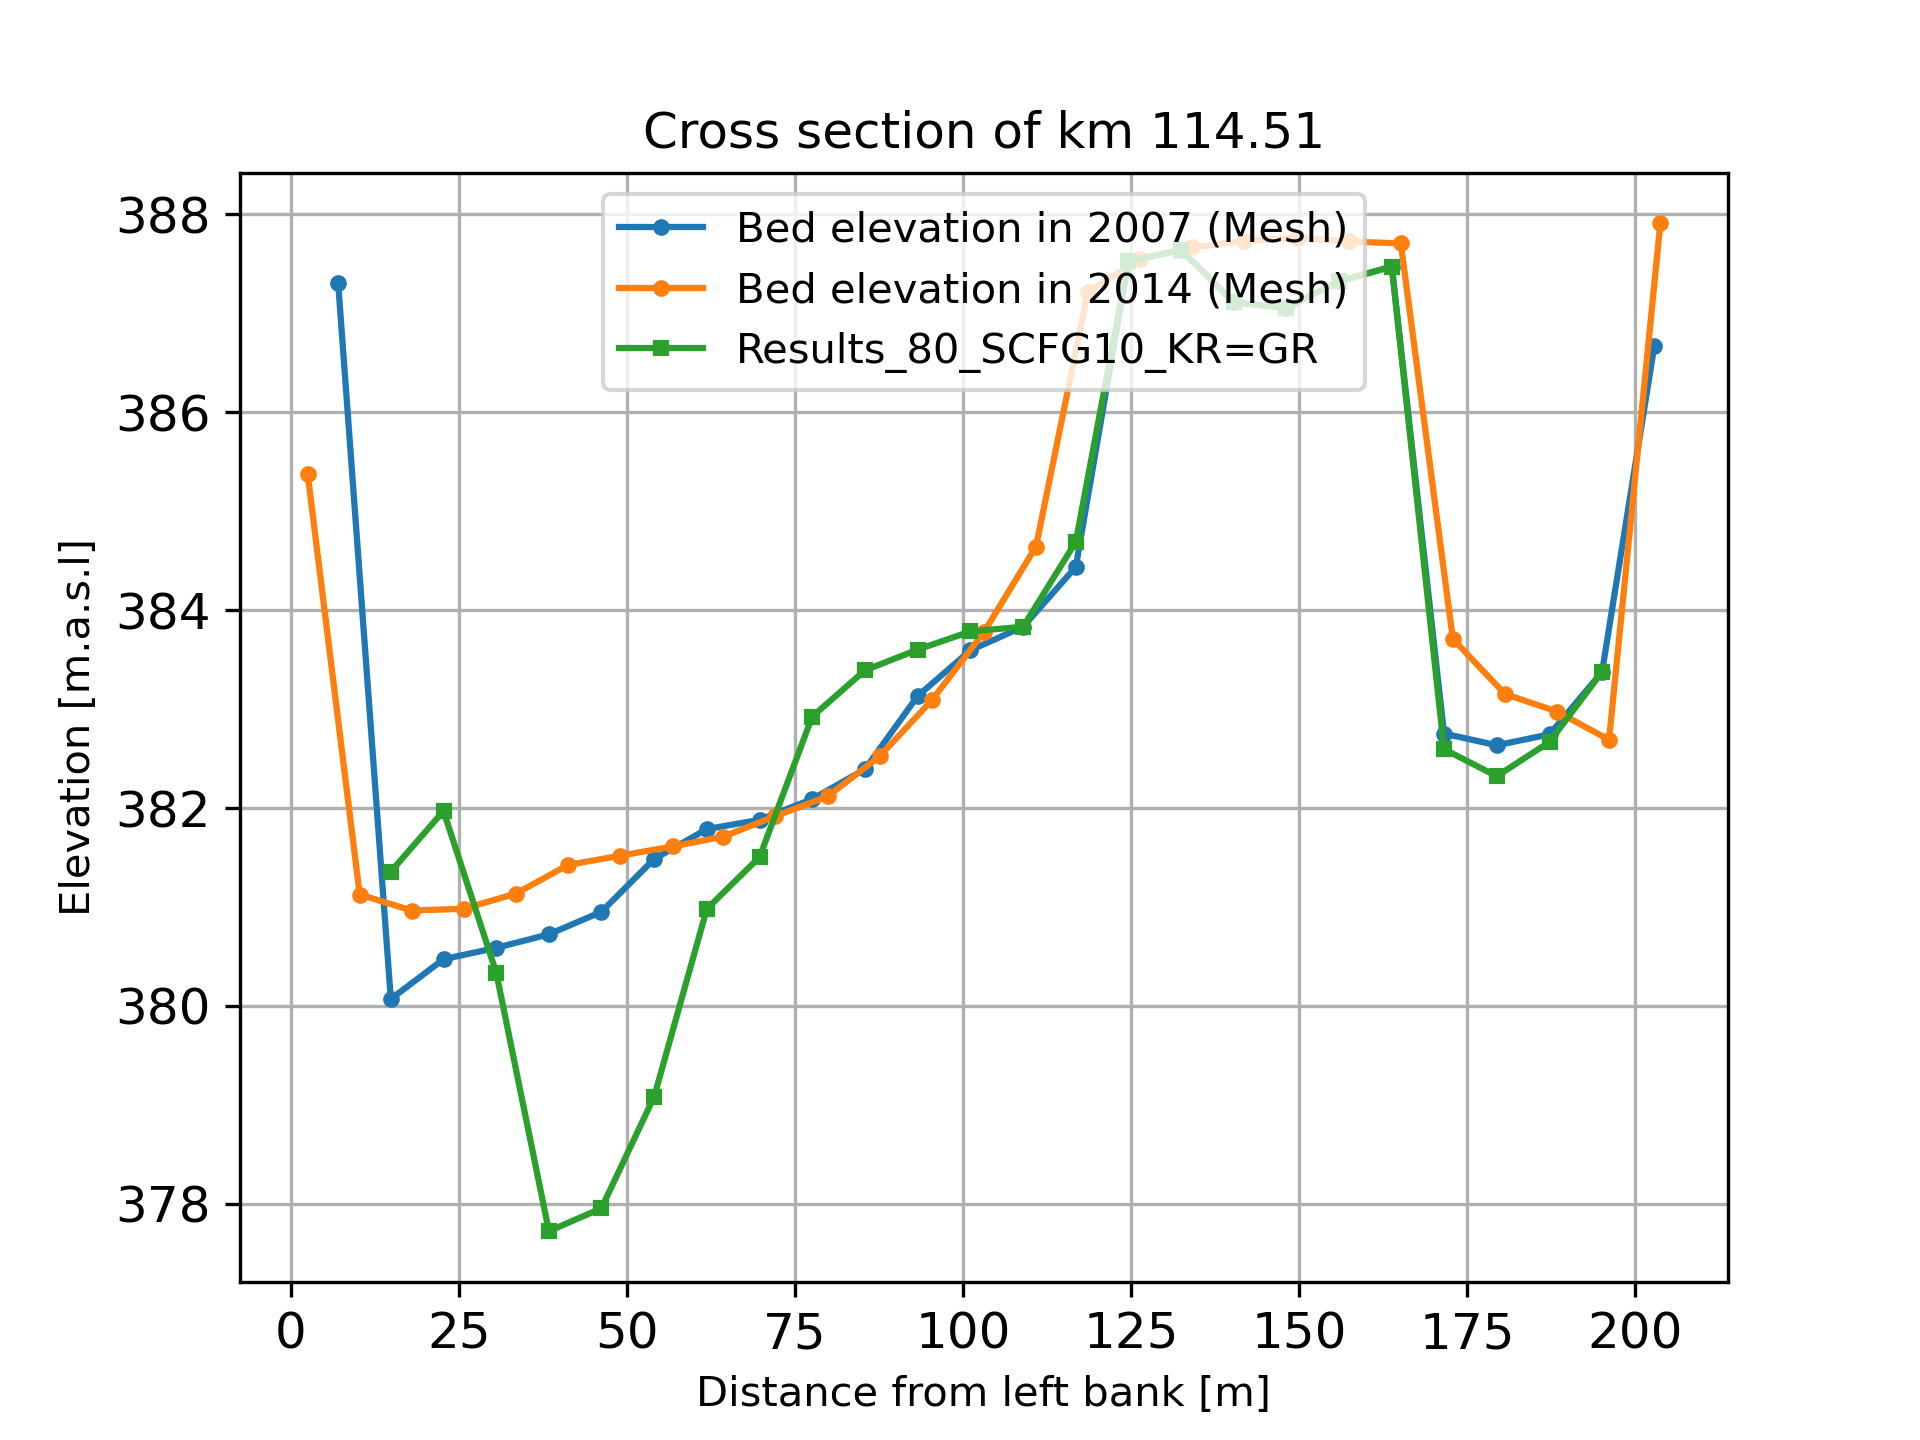 Cross section of km 114.51
388
386
384
382
380
378
Elevation [m.a.s.l]
Bed elevation in 2007 (Mesh)
Bed elevation in 2014 (Mesh)
Results_80_SCFG10_KR=GR
0 25 50 75 100 125 150 175 200
Distance from left bank [m]